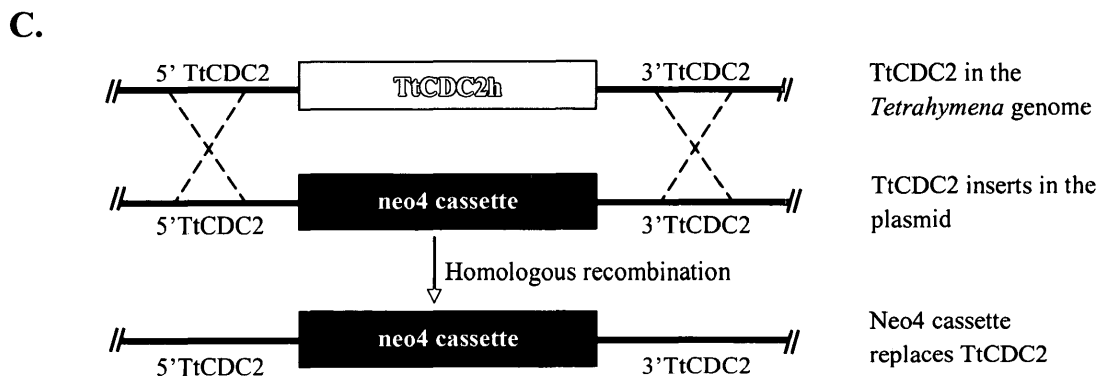 C.
5' TtCDC2
TtCDC2h
3'TtCDC2
TtCDC2 in the
Tetrahymena genome
neo4 cassette
5'TtCDC2
3'TtCDC2
TtCDC2 inserts in the
plasmid
Homologous recombination
neo4 cassette
5'TtCDC2
3'TtCDC2
Neo4 cassette
replaces TtCDC2